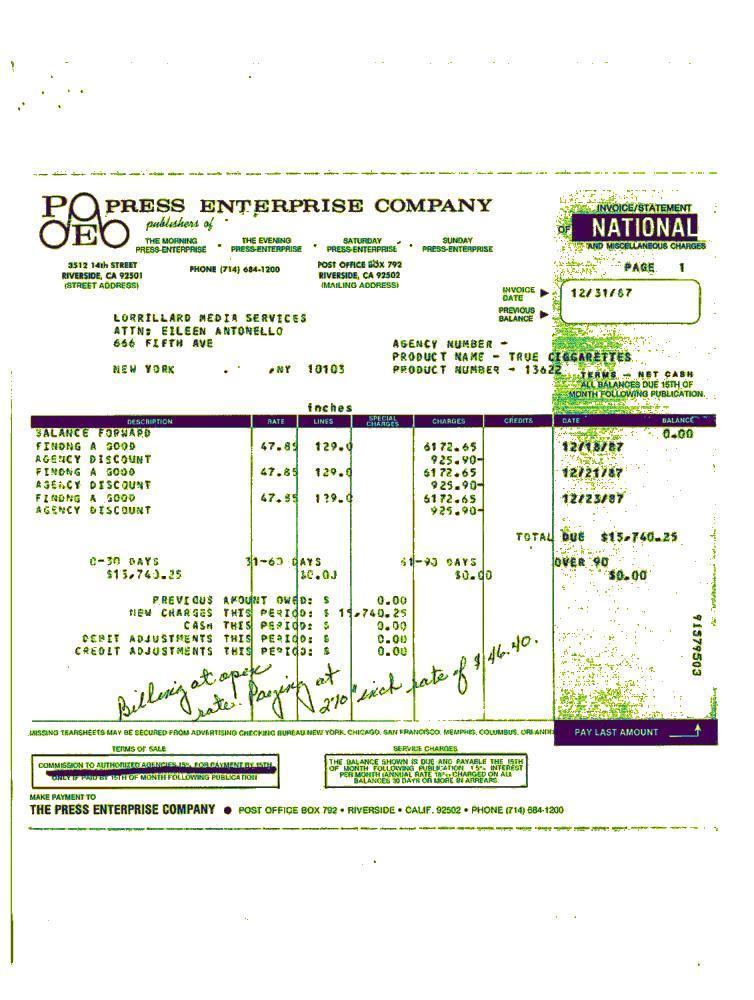 PRESS ENTERPRISE COMPANY
publishers of
THE MORNING PRESS-ENTERPRISE • THE EVENING PRESS-ENTERPRISE • SATURDAY PRESS-ENTERPRISE • SUNDAY PRESS-ENTERPRISE
3512 14th STREET
RIVERSIDE, CA 92501
(STREET ADDRESS)
PHONE (714) 684-1200
POST OFFICE BOX 792
RIVERSIDE, CA 92502
(MAILING ADDRESS)
INVOICE/STATEMENT
OF NATIONAL
AND MISCELLANEOUS CHARGES
PAGE 1
INVOICE DATE 12/31/87
PREVIOUS BALANCE
LORRILLARD MEDIA SERVICES
ATTN: EILEEN ANTONELLO
666 FIFTH AVE
NEW YORK , NY 10103
AGENCY NUMBER -
PRODUCT NAME - TRUE CIGGARETTES
PRODUCT NUMBER - 13622
TERMS - NET CASH
ALL BALANCES DUE 15TH OF
MONTH FOLLOWING PUBLICATION.
inches
DESCRIPTION RATE LINES SPECIAL CHARGES CHARGES CREDITS DATE BALANCE
BALANCE FORWARD 0.00
FINDNG A GOOD 47.85 129.0 6172.65 12/18/87
AGENCY DISCOUNT 925.90-
FINDNG A GOOD 47.85 129.0 6172.65 12/21/87
AGENCY DISCOUNT 925.90-
FINDNG A GOOD 47.85 129.0 6172.65 12/23/87
AGENCY DISCOUNT 925.90-
TOTAL DUE $15,740.25
0-30 DAYS 31-60 DAYS 61-90 DAYS OVER 90
$15,740.25 $0.00 $0.00 $0.00
PREVIOUS AMOUNT OWED: $ 0.00
NEW CHARGES THIS PERIOD: $ 15,740.25
CASH THIS PERIOD: $ 0.00
DEBIT ADJUSTMENTS THIS PERIOD: $ 0.00
CREDIT ADJUSTMENTS THIS PERIOD: $ 0.00
91579503
Billing at open
rate. Paying at
270" inch rate of $46.40.
MISSING TEARSHEETS MAY BE SECURED FROM ADVERTISING CHECKING BUREAU NEW YORK, CHICAGO, SAN FRANCISCO, MEMPHIS, COLUMBUS, ORLANDO
PAY LAST AMOUNT
TERMS OF SALE
COMMISSION TO AUTHORIZED AGENCIES 15%, FOR PAYMENT BY 15TH
ONLY IF PAID BY 15TH OF MONTH FOLLOWING PUBLICATION
SERVICE CHARGES
THE BALANCE SHOWN IS DUE AND PAYABLE THE 15TH
OF MONTH FOLLOWING PUBLICATION 1.5% INTEREST
PER MONTH (ANNUAL RATE 18%) CHARGED ON ALL
BALANCES 30 DAYS OR MORE IN ARREARS.
MAKE PAYMENT TO
THE PRESS ENTERPRISE COMPANY • POST OFFICE BOX 792 • RIVERSIDE • CALIF. 92502 • PHONE (714) 684-1200